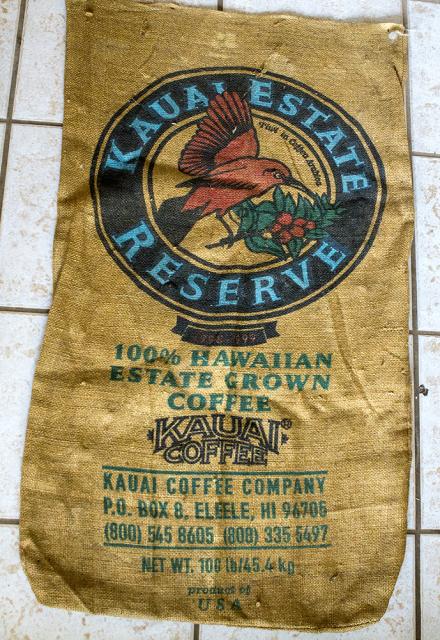 KAUAI ESTATE
RESERVE
100% HAWAIIAN
ESTATE GROWN
COFFEE
KAUAI®
COFFEE
KAUAI COFFEE COMPANY
P.O. BOX 8, ELEELE, HI 96705
(800) 545 8605 (808) 335 5497
NET WT. 100 lb/45.4 kg
product of
USA